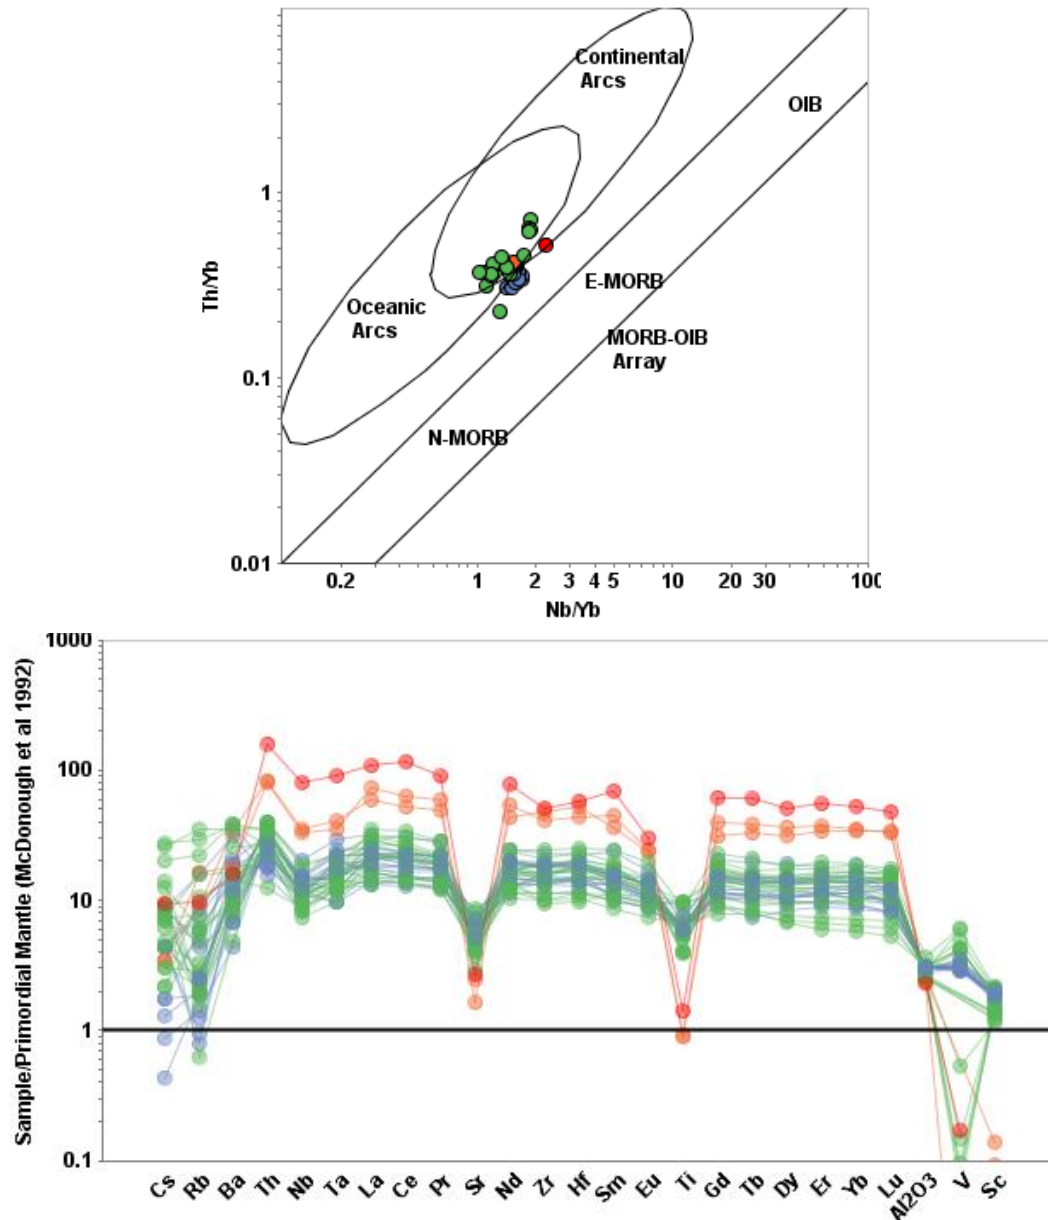 Continental
Arcs
OIB
1
Th/Yb
E-MORB
Oceanic
Arcs
MORB-OIB
Array
0.1
N-MORB
0.01
0.2 1 2 3 4 5 10 20 30 100
Nb/Yb
1000
Sample/Primordial Mantle (McDonough et al 1992)
100
10
1
0.1
Cs Rb Ba Th Nb Ta La Ce Pr Sr Nd Zr Hf Sm Eu Ti Gd Tb Dy Er Yb Lu Al2O3 V Sc